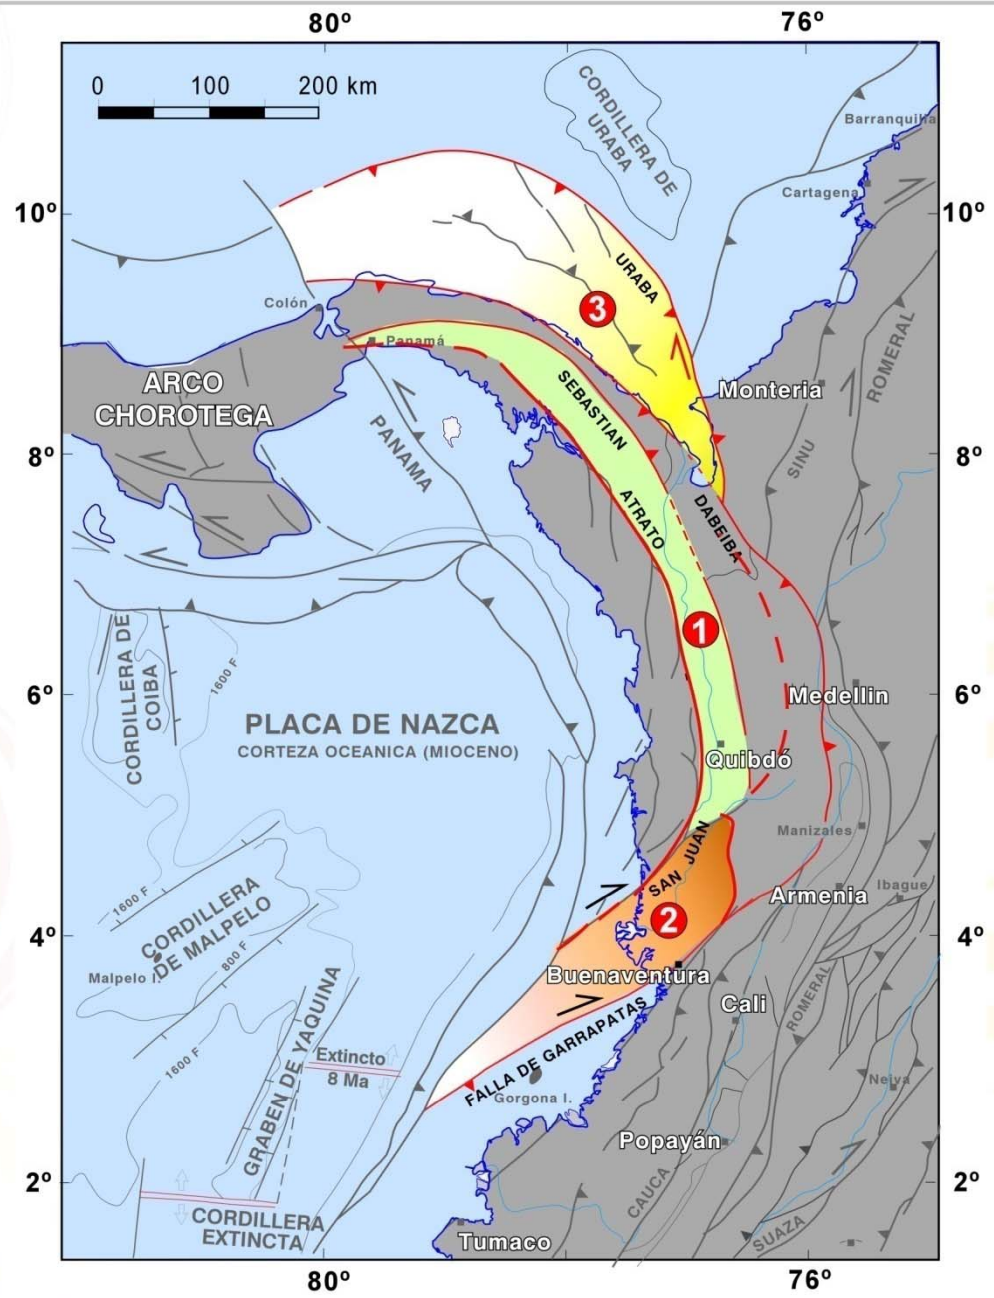 80º
76º
0 100 200 km
CORDILLERA DE
URABA
Barranquilla
Cartagena
10º
10º
URABA
Colón
3
Panamá
ROMERAL
ARCO
CHOROTEGA
SEBASTIAN
Monteria
PANAMA
SINU
8º
8º
ATRATO
DABEIBA
1
CORDILLERA DE
COIBA
1600 F
6º
Medellin
6º
PLACA DE NAZCA
CORTEZA OCEANICA (MIOCENO)
Quibdó
Manizales
SAN JUAN
1600 F
CORDILLERA
DE MALPELO
Armenia
Ibague
2
4º
4º
800 F
Malpelo I.
Buenaventura
GRABEN DE YAQUINA
Cali
ROMERAL
FALLA DE GARRAPATAS
1600 F
Extincto
8 Ma
Gorgona I.
Neiva
Popayán
2º
2º
CAUCA
CORDILLERA
EXTINCTA
SUAZA
Tumaco
80º
76º